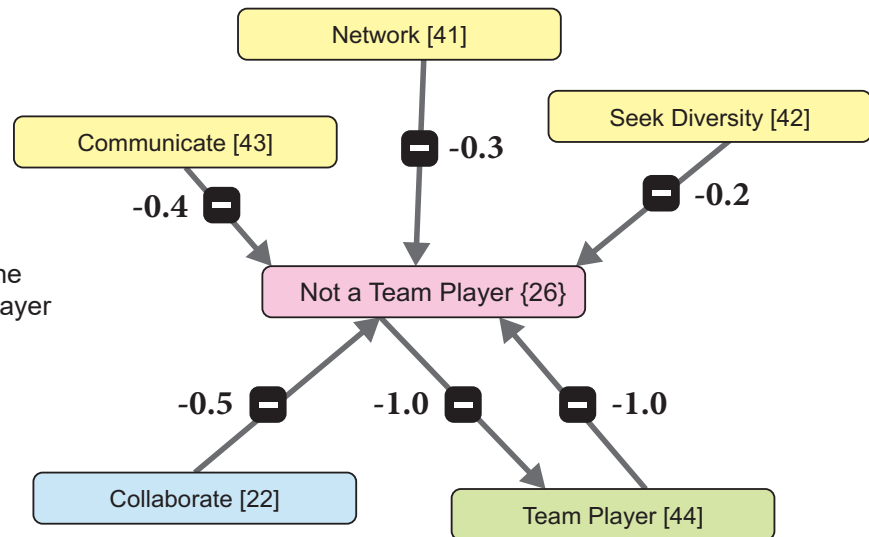 Network [41]
Seek Diversity [42]
Communicate [43]
-0.3
-0.4
-0.2
Not a Team Player {26}
ayer
-0.5
-1.0
-1.0
Collaborate [22]
Team Player [44]